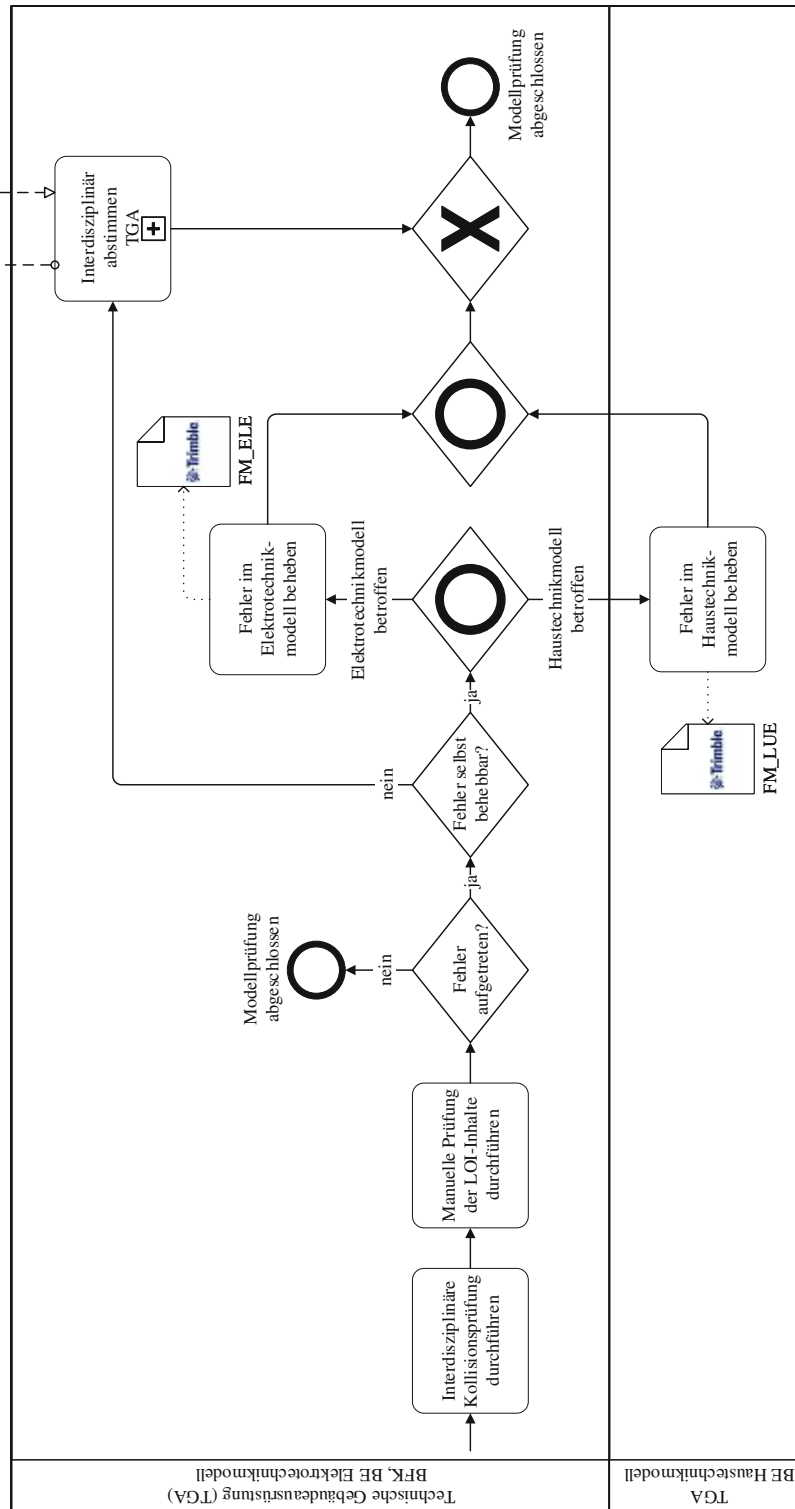 Technische Gebäudeausrüstung (TGA)
BFK, BE Elektrotechnikmodell
TGA
BE Haustechnikmodell
Interdisziplinäre
Kollisionsprüfung
durchführen
Manuelle Prüfung
der LOI-Inhalte
durchführen
Fehler
aufgetreten?
nein
Modellprüfung
abgeschlossen
ja
Fehler selbst
behebbar?
nein
ja
Elektrotechnikmodell
betroffen
Haustechnikmodell
betroffen
Fehler im
Elektrotechnik-
modell beheben
Trimble
FM_ELE
Fehler im
Haustechnik-
modell beheben
Trimble
FM_LUE
Interdisziplinär
abstimmen
TGA
X
Modellprüfung
abgeschlossen